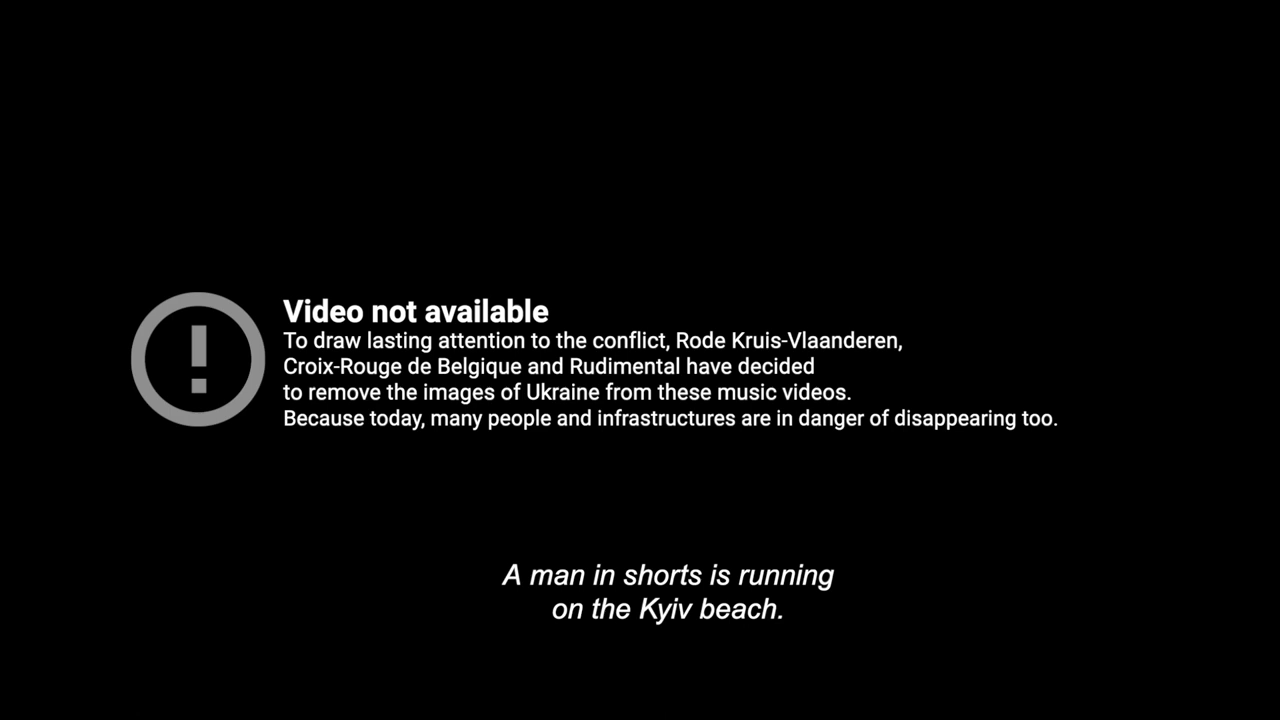 Video not available
To draw lasting attention to the conflict, Rode Kruis-Vlaanderen,
Croix-Rouge de Belgique and Rudimental have decided
to remove the images of Ukraine from these music videos.
Because today, many people and infrastructures are in danger of disappearing too.
A man in shorts is running
on the Kyiv beach.